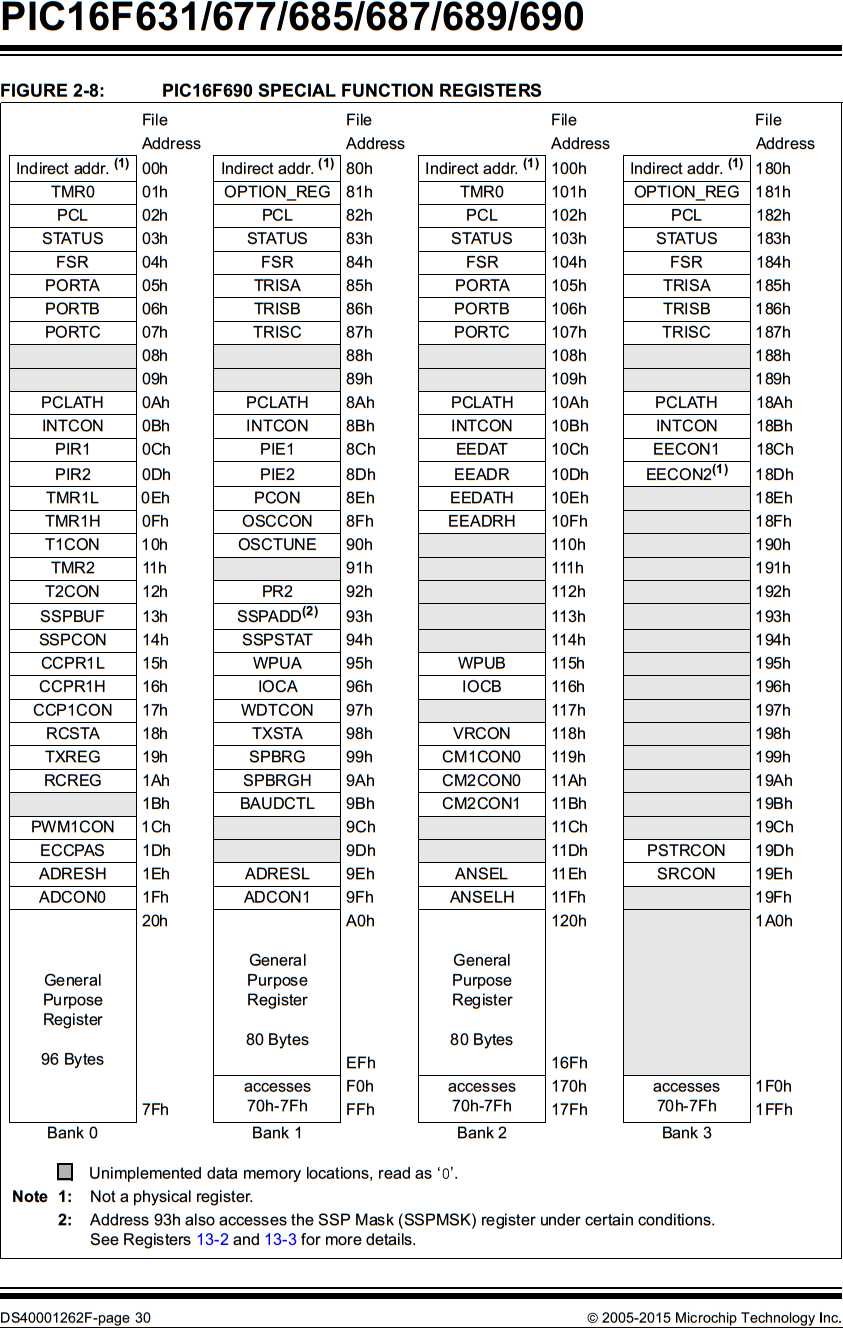 PIC16F631/677/685/687/689/690
FIGURE 2-8: PIC16F690 SPECIAL FUNCTION REGISTERS
File File File File
Address Address Address Address
Indirect addr. (1) 00h Indirect addr. (1) 80h Indirect addr. (1) 100h Indirect addr. (1) 180h
TMR0 01h OPTION_REG 81h TMR0 101h OPTION_REG 181h
PCL 02h PCL 82h PCL 102h PCL 182h
STATUS 03h STATUS 83h STATUS 103h STATUS 183h
FSR 04h FSR 84h FSR 104h FSR 184h
PORTA 05h TRISA 85h PORTA 105h TRISA 185h
PORTB 06h TRISB 86h PORTB 106h TRISB 186h
PORTC 07h TRISC 87h PORTC 107h TRISC 187h
08h 88h 108h 188h
09h 89h 109h 189h
PCLATH 0Ah PCLATH 8Ah PCLATH 10Ah PCLATH 18Ah
INTCON 0Bh INTCON 8Bh INTCON 10Bh INTCON 18Bh
PIR1 0Ch PIE1 8Ch EEDAT 10Ch EECON1 18Ch
PIR2 0Dh PIE2 8Dh EEADR 10Dh EECON2(1) 18Dh
TMR1L 0Eh PCON 8Eh EEDATH 10Eh 18Eh
TMR1H 0Fh OSCCON 8Fh EEADRH 10Fh 18Fh
T1CON 10h OSCTUNE 90h 110h 190h
TMR2 11h 91h 111h 191h
T2CON 12h PR2 92h 112h 192h
SSPBUF 13h SSPADD(2) 93h 113h 193h
SSPCON 14h SSPSTAT 94h 114h 194h
CCPR1L 15h WPUA 95h WPUB 115h 195h
CCPR1H 16h IOCA 96h IOCB 116h 196h
CCP1CON 17h WDTCON 97h 117h 197h
RCSTA 18h TXSTA 98h VRCON 118h 198h
TXREG 19h SPBRG 99h CM1CON0 119h 199h
RCREG 1Ah SPBRGH 9Ah CM2CON0 11Ah 19Ah
1Bh BAUDCTL 9Bh CM2CON1 11Bh 19Bh
PWM1CON 1Ch 9Ch 11Ch 19Ch
ECCPAS 1Dh 9Dh 11Dh PSTRCON 19Dh
ADRESH 1Eh ADRESL 9Eh ANSEL 11Eh SRCON 19Eh
ADCON0 1Fh ADCON1 9Fh ANSELH 11Fh 19Fh
20h A0h 120h 1A0h
General General
General Purpose Purpose
Purpose Register Register
Register
80 Bytes 80 Bytes
96 Bytes
EFh 16Fh
accesses F0h accesses 170h accesses 1F0h
7Fh 70h-7Fh FFh 70h-7Fh 17Fh 70h-7Fh 1FFh
Bank 0 Bank 1 Bank 2 Bank 3
Unimplemented data memory locations, read as ‘0’.
Note 1: Not a physical register.
2: Address 93h also accesses the SSP Mask (SSPMSK) register under certain conditions.
See Registers 13-2 and 13-3 for more details.
DS40001262F-page 30 © 2005-2015 Microchip Technology Inc.